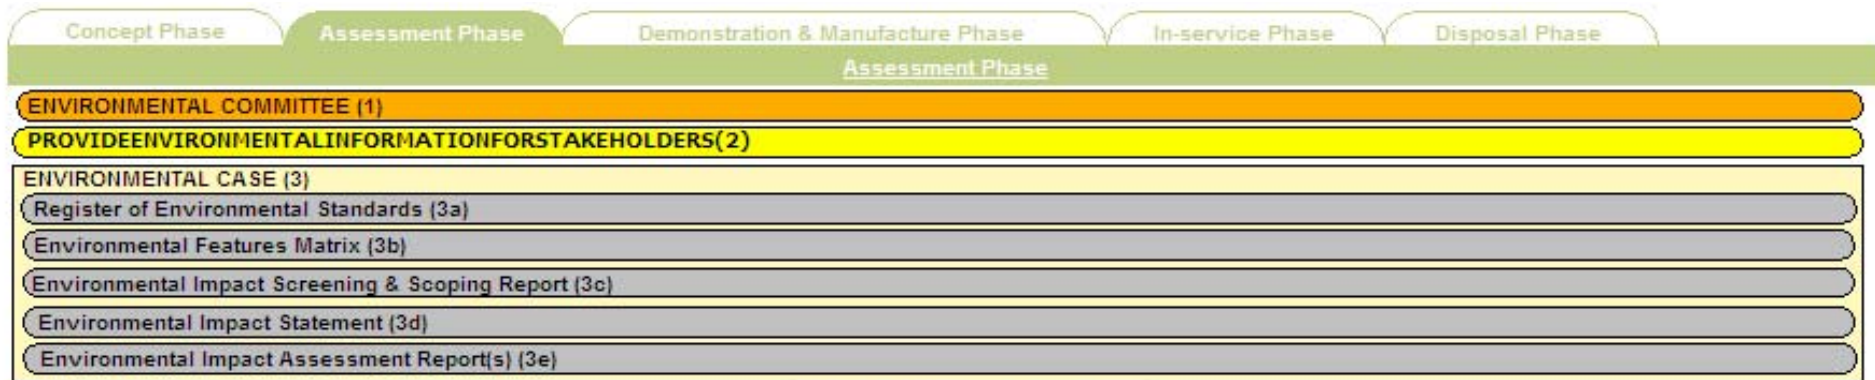 Concept Phase Assessment Phase Demonstration & Manufacture Phase In-service Phase Disposal Phase
Assessment Phase
ENVIRONMENTAL COMMITTEE (1)
PROVIDEENVIRONMENTALINFORMATIONFORSTAKEHOLDERS(2)
ENVIRONMENTAL CASE (3)
Register of Environmental Standards (3a)
Environmental Features Matrix (3b)
Environmental Impact Screening & Scoping Report (3c)
Environmental Impact Statement (3d)
Environmental Impact Assessment Report(s) (3e)